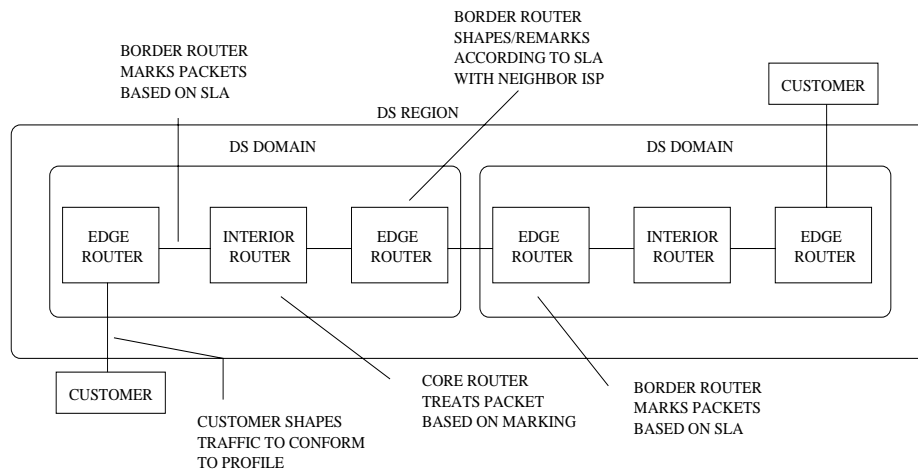 BORDER ROUTER
SHAPES/REMARKS
ACCORDING TO SLA
WITH NEIGHBOR ISP
BORDER ROUTER
MARKS PACKETS
BASED ON SLA
CUSTOMER
DS REGION
DS DOMAIN
DS DOMAIN
EDGE
ROUTER
INTERIOR
ROUTER
EDGE
ROUTER
EDGE
ROUTER
INTERIOR
ROUTER
EDGE
ROUTER
CUSTOMER
CUSTOMER SHAPES
TRAFFIC TO CONFORM
TO PROFILE
CORE ROUTER
TREATS PACKET
BASED ON MARKING
BORDER ROUTER
MARKS PACKETS
BASED ON SLA